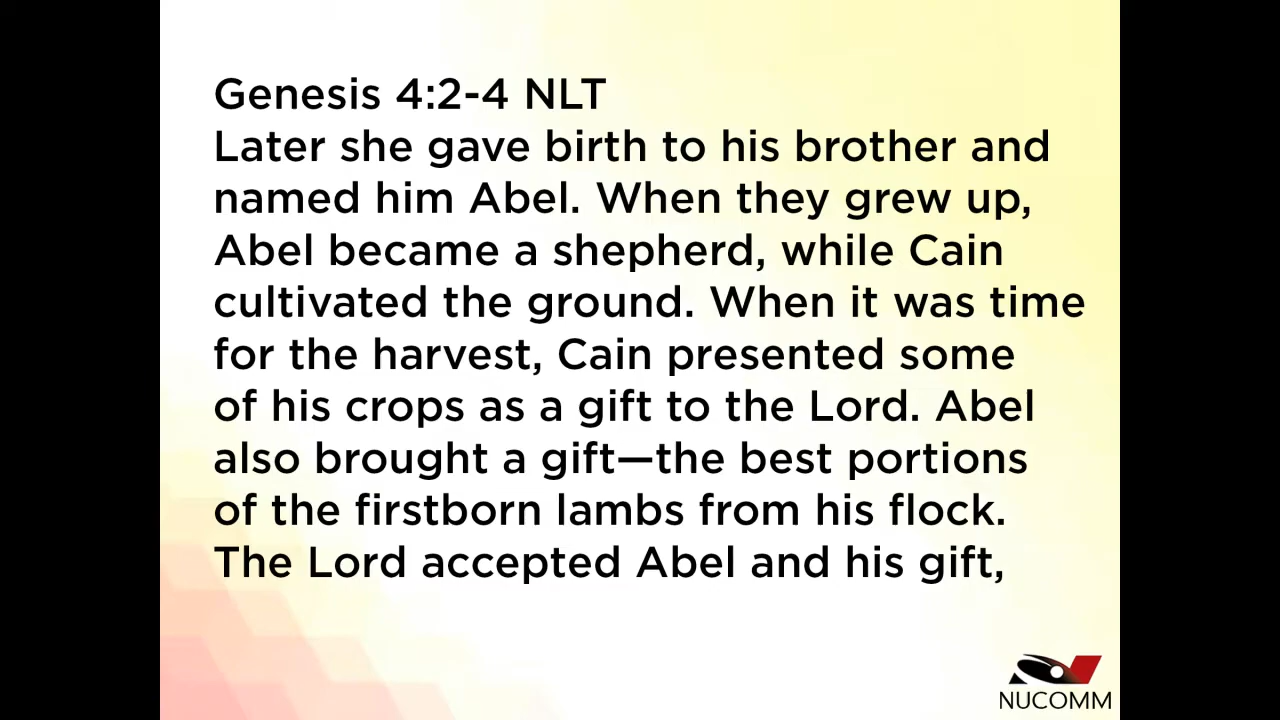 Genesis 4:2-4 NLT
Later she gave birth to his brother and
named him Abel. When they grew up,
Abel became a shepherd, while Cain
cultivated the ground. When it was time
for the harvest, Cain presented some
of his crops as a gift to the Lord. Abel
also brought a gift—the best portions
of the firstborn lambs from his flock.
The Lord accepted Abel and his gift,
NUCOMM